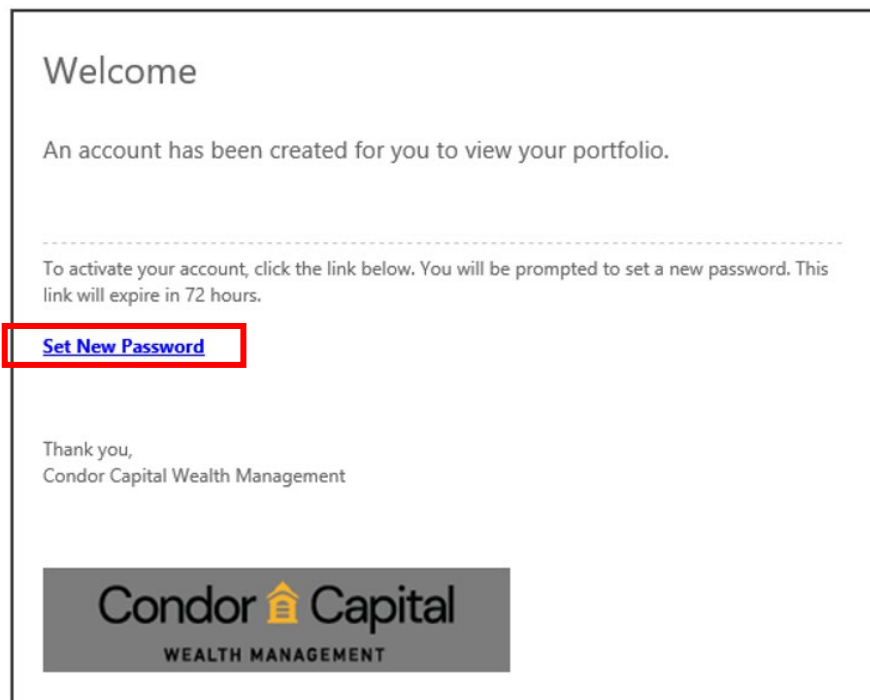 Welcome
An account has been created for you to view your portfolio.
To activate your account, click the link below. You will be prompted to set a new password. This
link will expire in 72 hours.
Set New Password
Thank you,
Condor Capital Wealth Management
Condor Capital
WEALTH MANAGEMENT